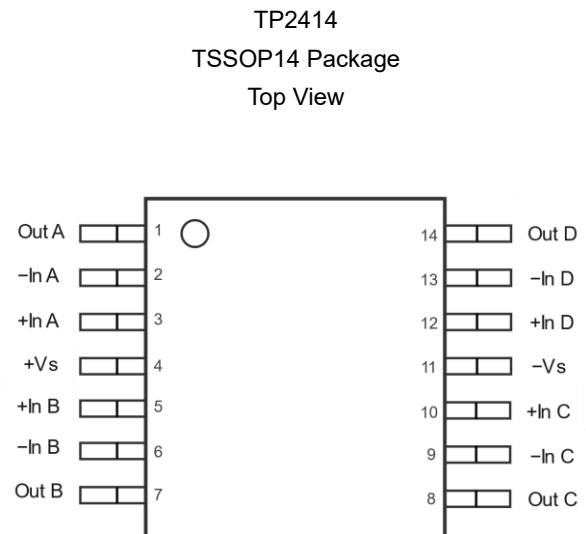 TP2414
TSSOP14 Package
Top View
Out A 1 14 Out D
−In A 2 13 −In D
+In A 3 12 +In D
+Vs 4 11 −Vs
+In B 5 10 +In C
−In B 6 9 −In C
Out B 7 8 Out C